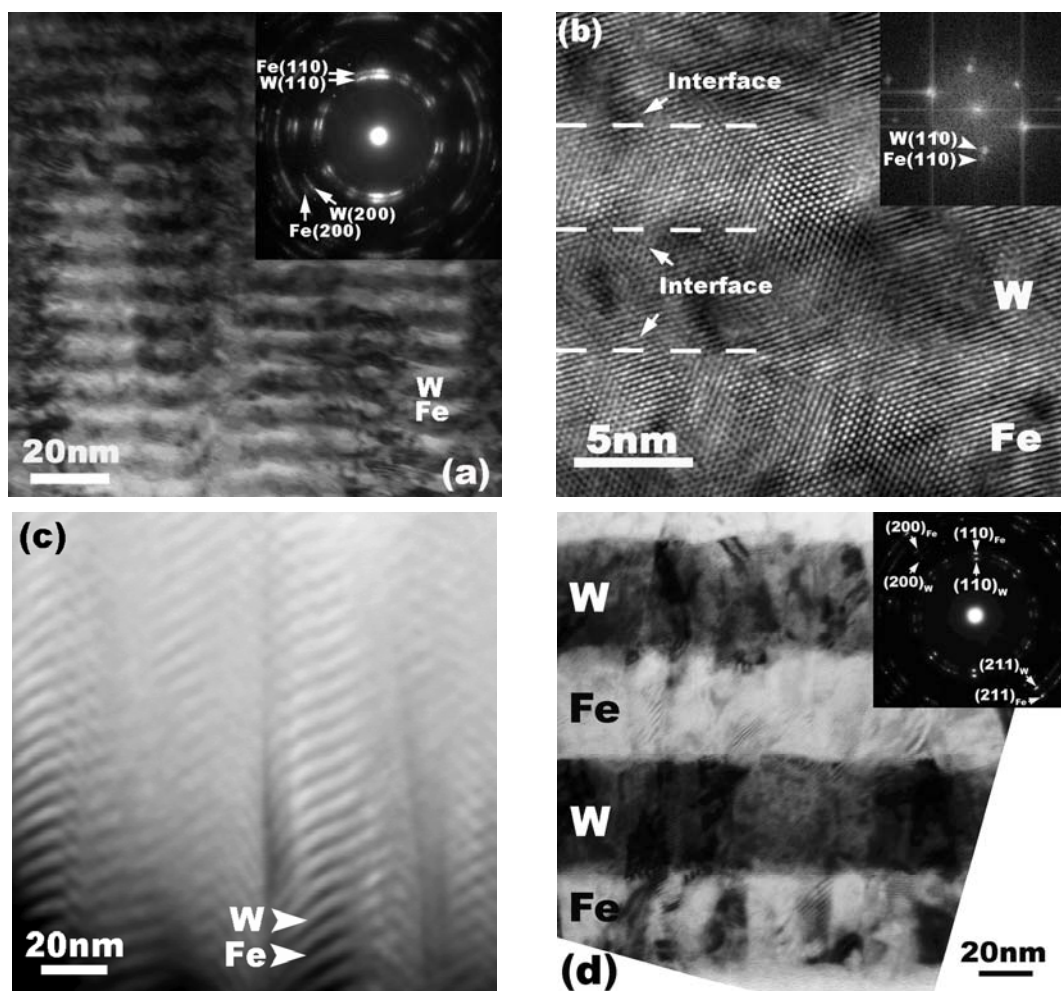 Fe(110)
W(110)
W(200)
Fe(200)
W
Fe
20nm
(a)
(b)
Interface
W(110)
Fe(110)
Interface
W
Fe
5nm
(c)
W
Fe
20nm
(200)Fe
(110)Fe
(200)W
(110)W
(211)W
(211)Fe
W
Fe
W
Fe
(d)
20nm